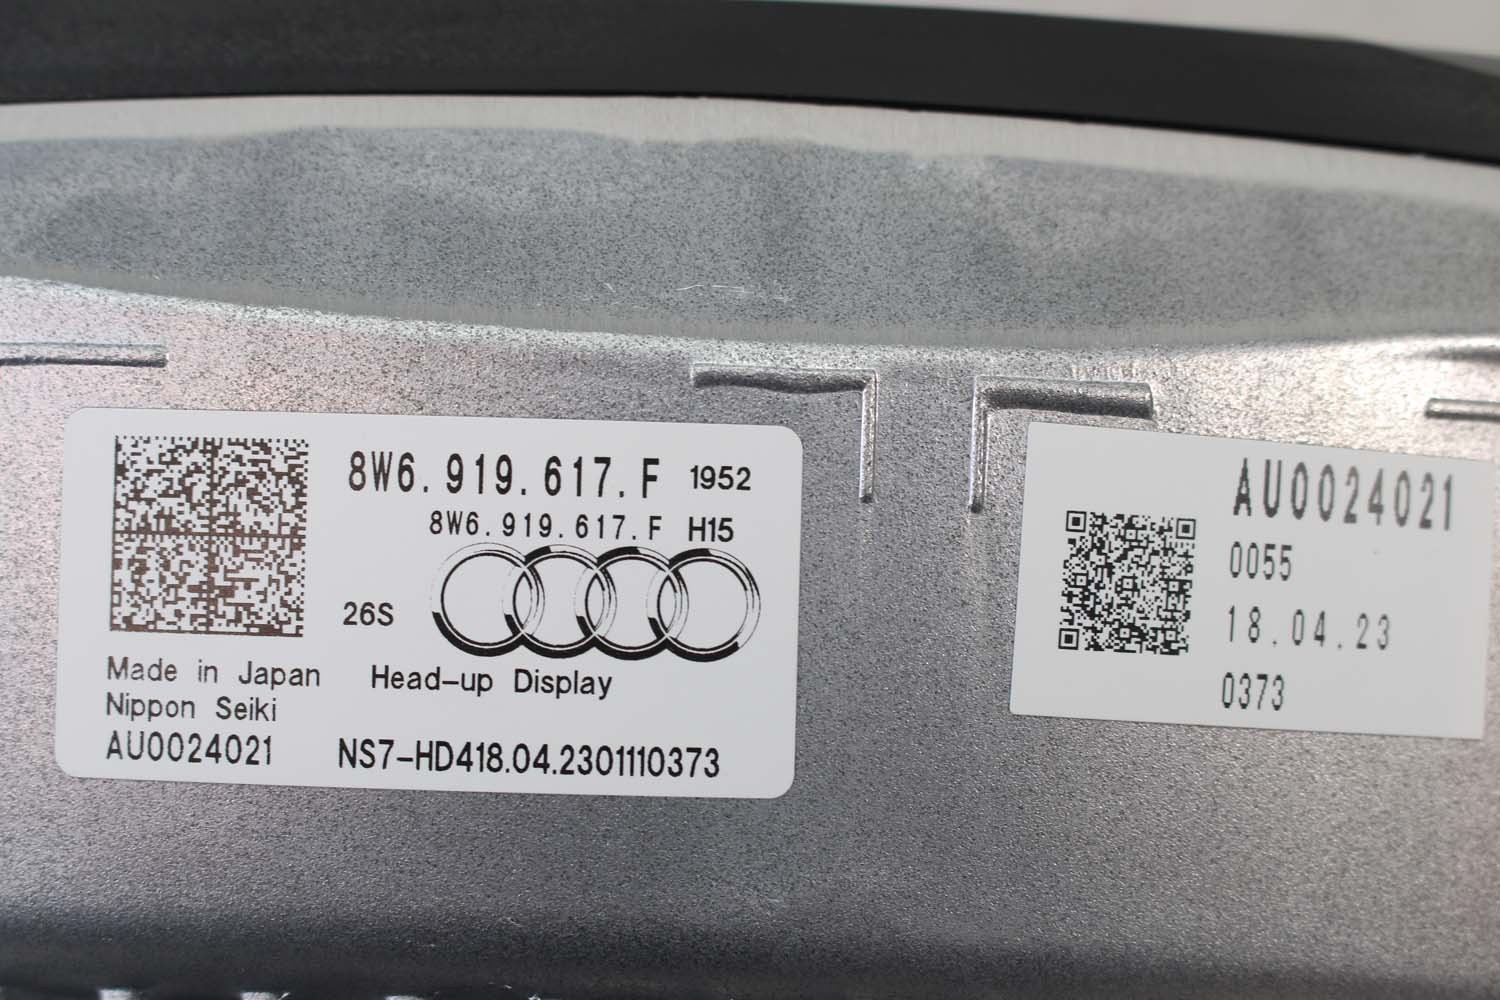 8W6.919.617.F 1952
8W6.919.617.F H15
26S
Made in Japan Head-up Display
Nippon Seiki
AU0024021 NS7-HD418.04.2301110373
AU0024021
0055
18.04.23
0373